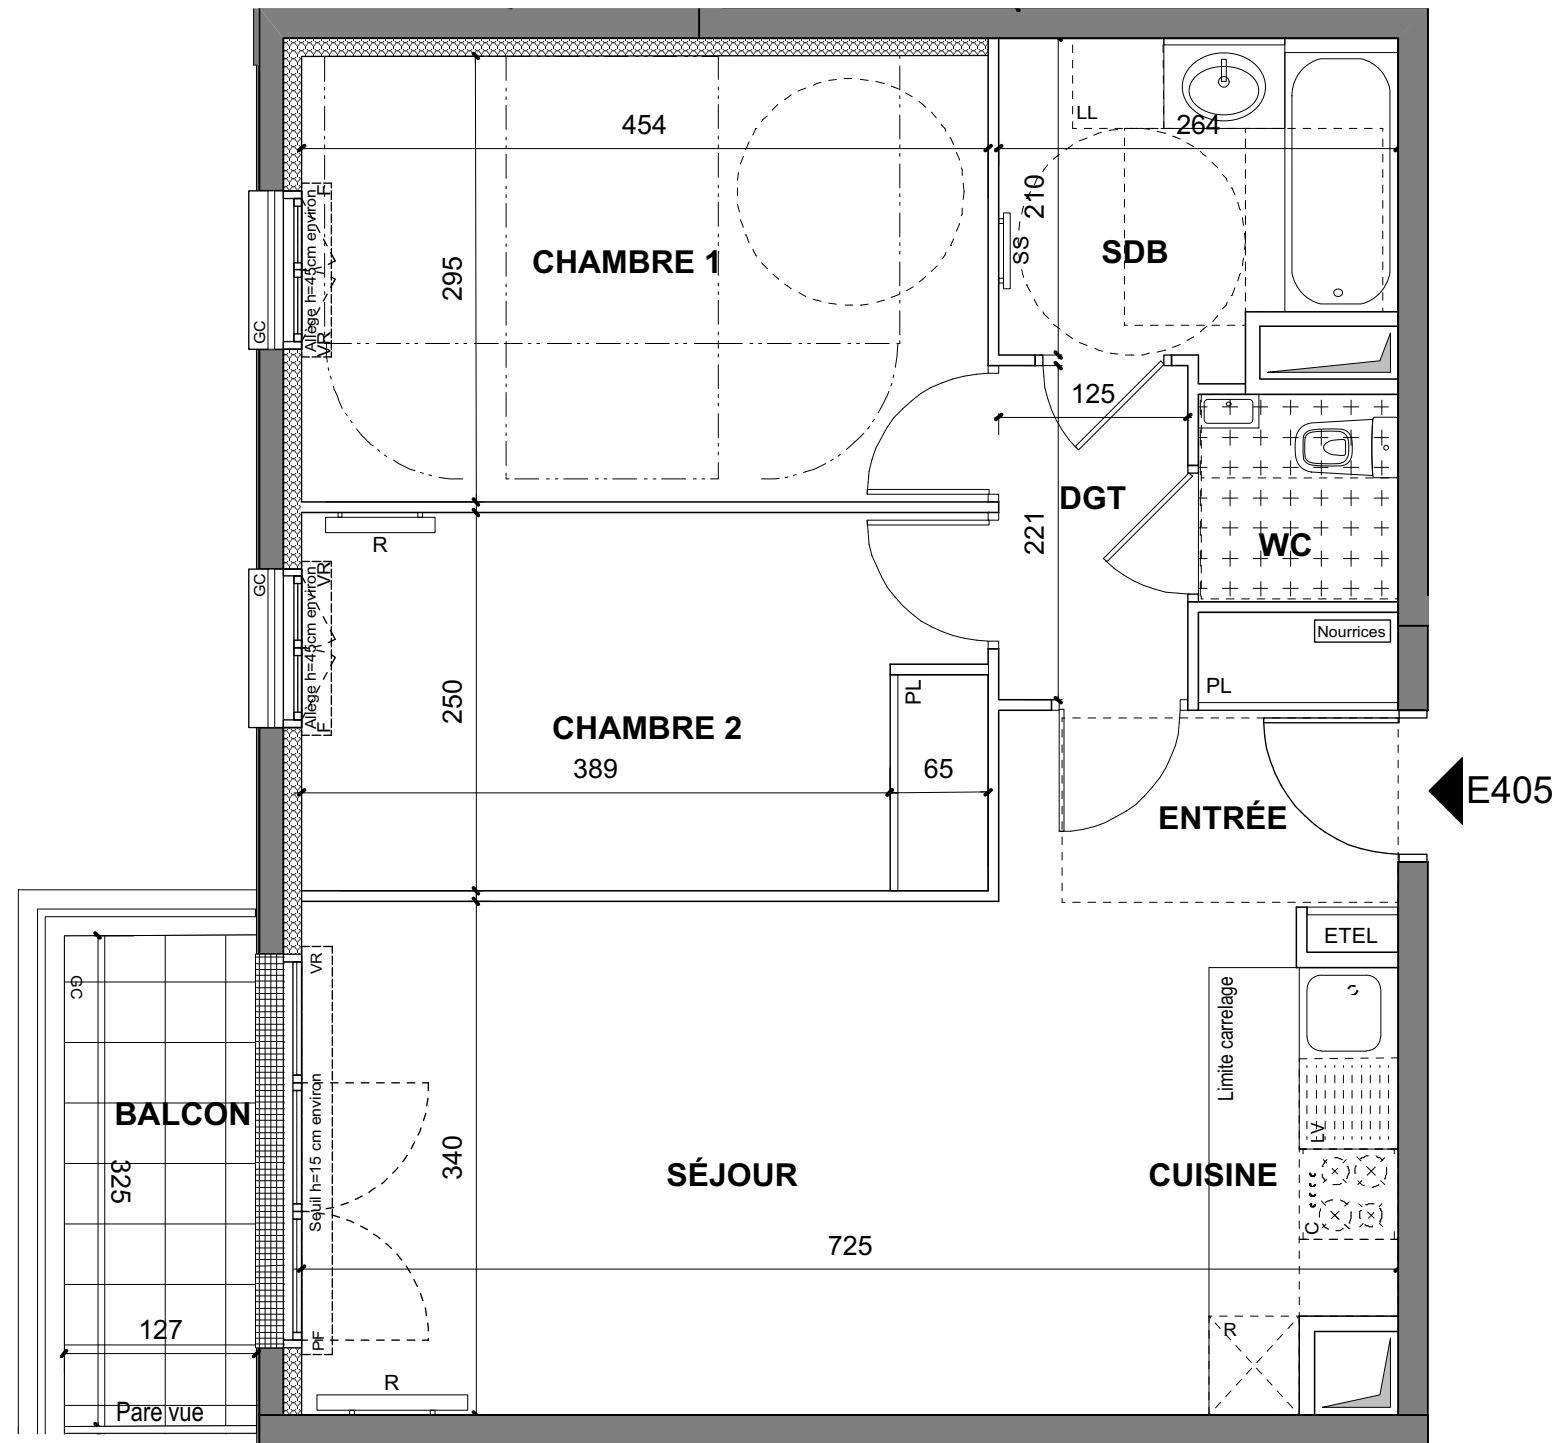 454
LL
264
210
SS
SDB
CHAMBRE 1
295
F
Allège h=45cm environ
VR
GC
125
DGT
221
WC
R
GC
VR
Allège h=45cm environ
F
Nourrices
PL
PL
250
CHAMBRE 2
389
65
ENTRÉE
E405
ETEL
VR
GC
Limite carrelage
BALCON
325
Seuil h=15 cm environ
340
LV
SÉJOUR
CUISINE
C
725
127
PF
R
R
Pare vue